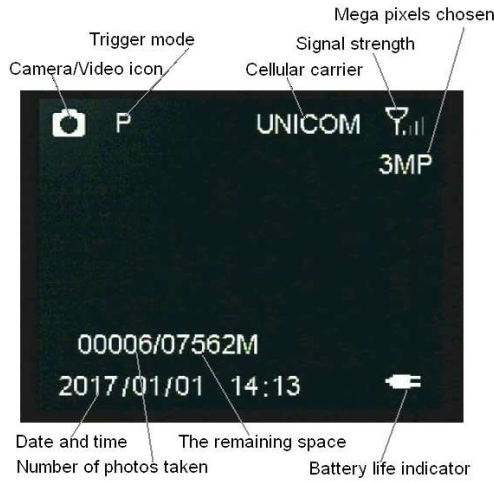 Mega pixels chosen
Trigger mode
Signal strength
Camera/Video icon
Cellular carrier
P
UNICOM
3MP
00006/07562M
2017/01/01 14:13
Date and time
The remaining space
Number of photos taken
Battery life indicator